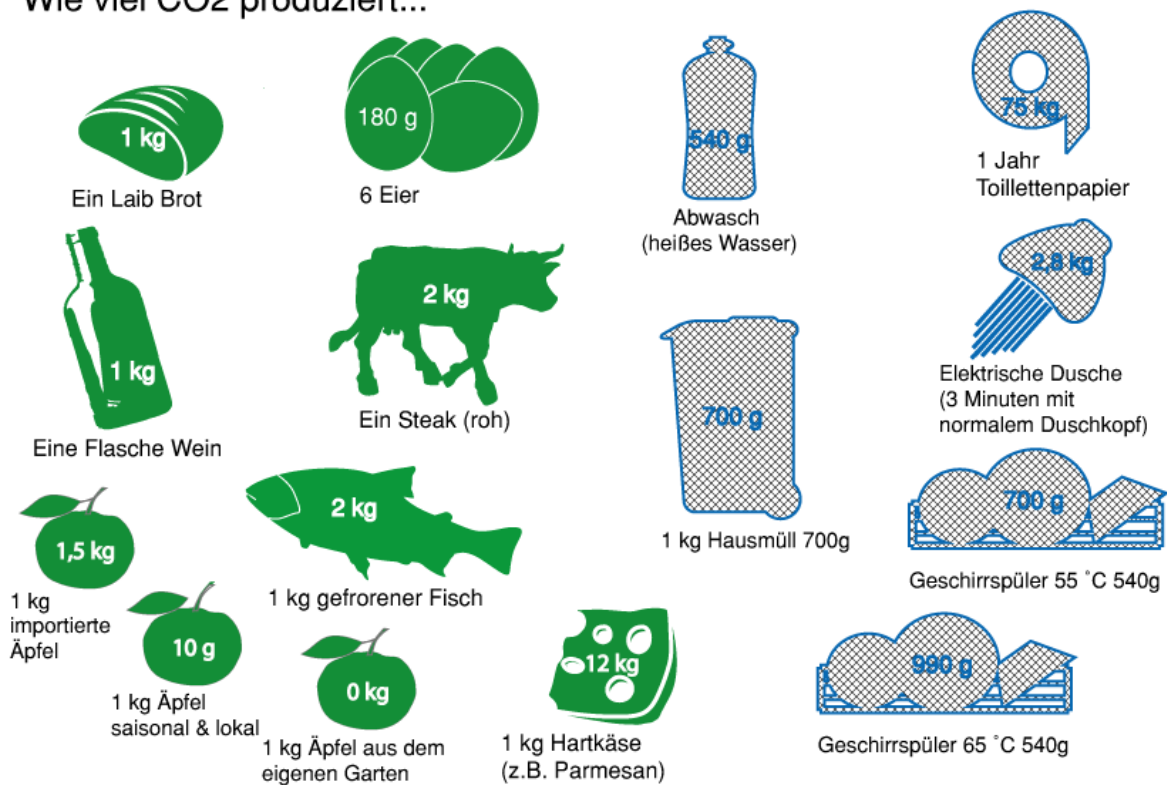 Wie viel CO2 produziert...
1 kg
Ein Laib Brot
180 g
6 Eier
540 g
Abwasch
(heißes Wasser)
75 kg
1 Jahr
Toillettenpapier
1 kg
Eine Flasche Wein
2 kg
Ein Steak (roh)
700 g
1 kg Hausmüll 700g
2,8 kg
Elektrische Dusche
(3 Minuten mit
normalem Duschkopf)
1,5 kg
1 kg
importierte
Äpfel
2 kg
1 kg gefrorener Fisch
700 g
Geschirrspüler 55 ˚C 540g
10 g
1 kg Äpfel
saisonal & lokal
0 kg
1 kg Äpfel aus dem
eigenen Garten
12 kg
1 kg Hartkäse
(z.B. Parmesan)
990 g
Geschirrspüler 65 ˚C 540g